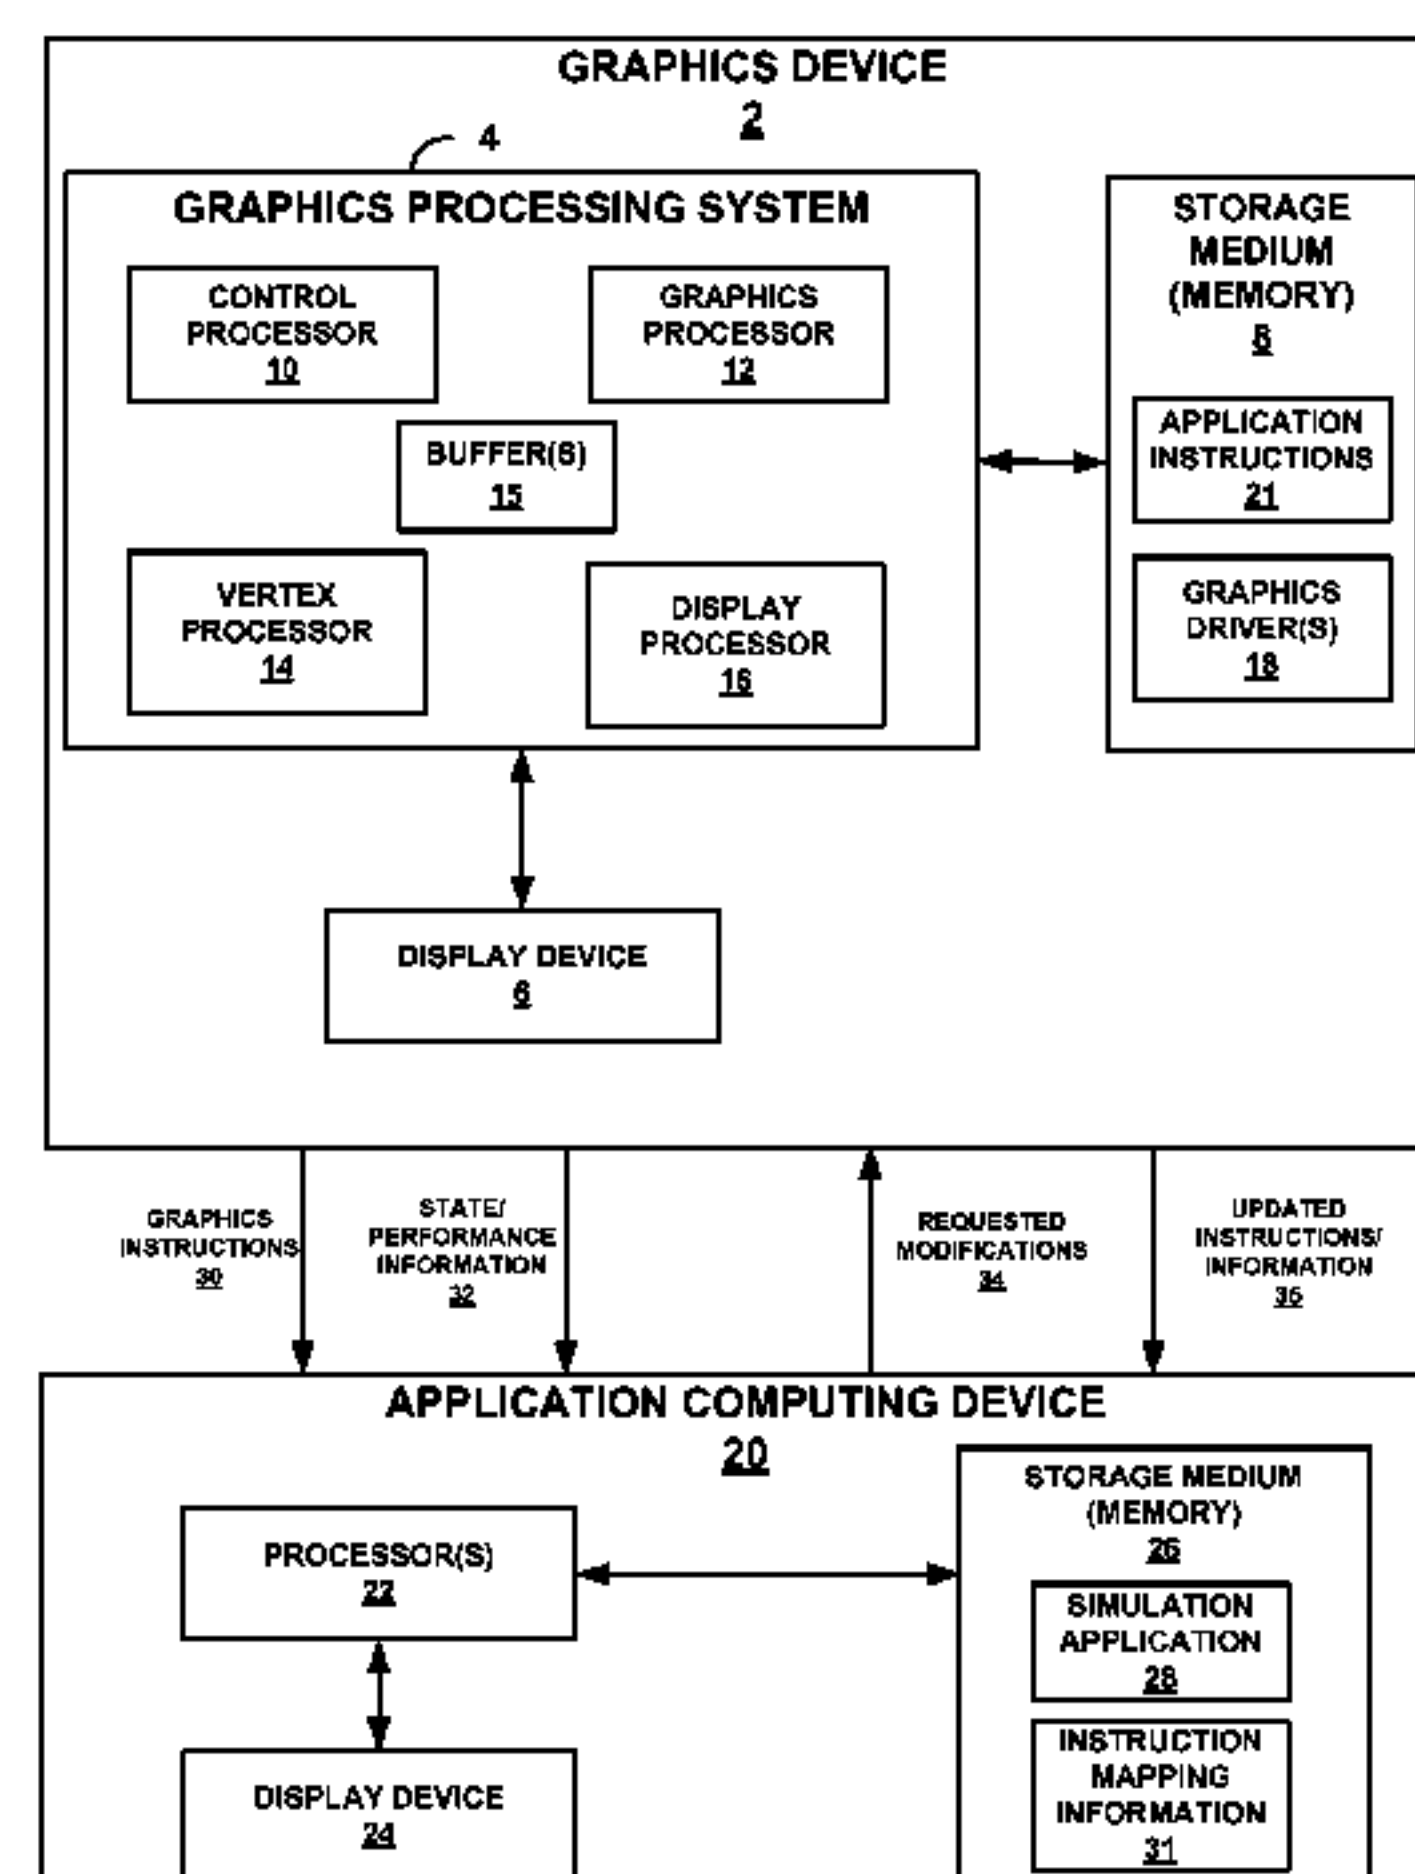 GRAPHICS DEVICE
2
4
GRAPHICS PROCESSING SYSTEM
CONTROL
PROCESSOR
10
GRAPHICS
PROCESSOR
12
BUFFER(S)
15
VERTEX
PROCESSOR
14
DISPLAY
PROCESSOR
16
STORAGE
MEDIUM
(MEMORY)
8
APPLICATION
INSTRUCTIONS
21
GRAPHICS
DRIVER(S)
18
DISPLAY DEVICE
6
GRAPHICS
INSTRUCTIONS
30
STATE/
PERFORMANCE
INFORMATION
32
REQUESTED
MODIFICATIONS
34
UPDATED
INSTRUCTIONS/
INFORMATION
35
APPLICATION COMPUTING DEVICE
20
PROCESSOR(S)
22
DISPLAY DEVICE
24
STORAGE MEDIUM
(MEMORY)
26
SIMULATION
APPLICATION
28
INSTRUCTION
MAPPING
INFORMATION
31